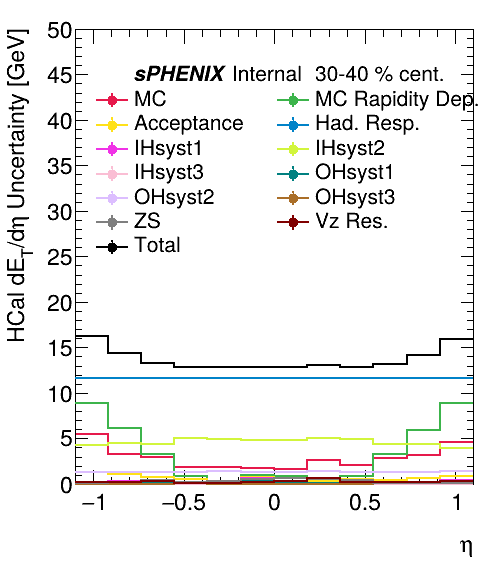 50
45
40
35
30
25
20
15
10
5
0
HCal dE_T/dη Uncertainty [GeV]
sPHENIX Internal 30-40 % cent.
MC MC Rapidity Dep.
Acceptance Had. Resp.
IHsyst1 IHsyst2
IHsyst3 OHsyst1
OHsyst2 OHsyst3
ZS Vz Res.
Total
−1 −0.5 0 0.5 1
η